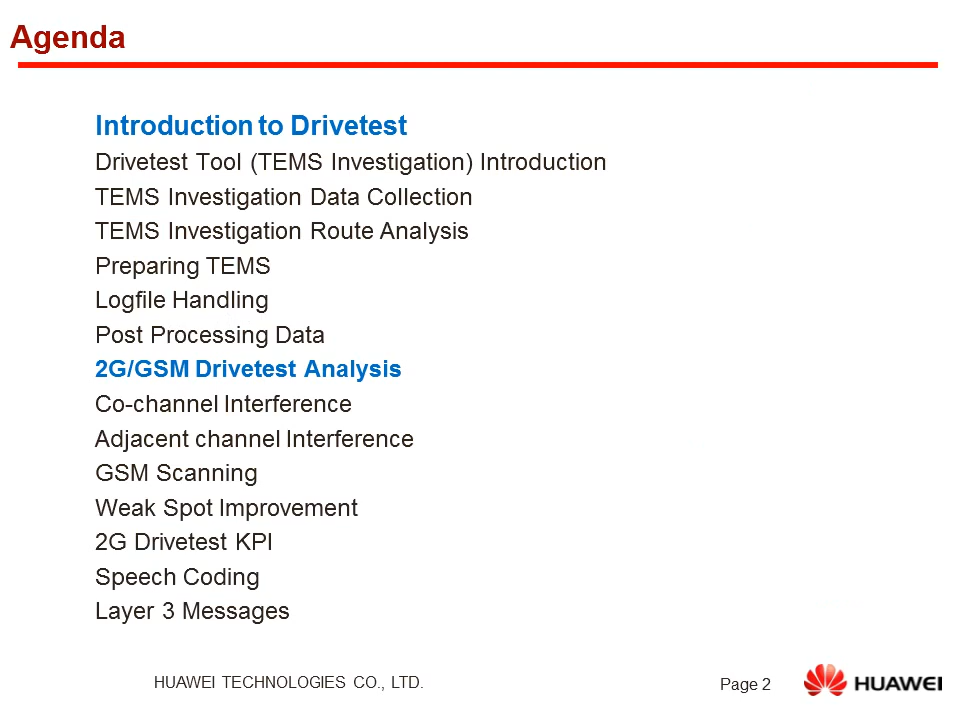 Agenda
Introduction to Drivetest
Drivetest Tool (TEMS Investigation) Introduction
TEMS Investigation Data Collection
TEMS Investigation Route Analysis
Preparing TEMS
Logfile Handling
Post Processing Data
2G/GSM Drivetest Analysis
Co-channel Interference
Adjacent channel Interference
GSM Scanning
Weak Spot Improvement
2G Drivetest KPI
Speech Coding
Layer 3 Messages
HUAWEI TECHNOLOGIES CO., LTD.
Page 2
HUAWEI